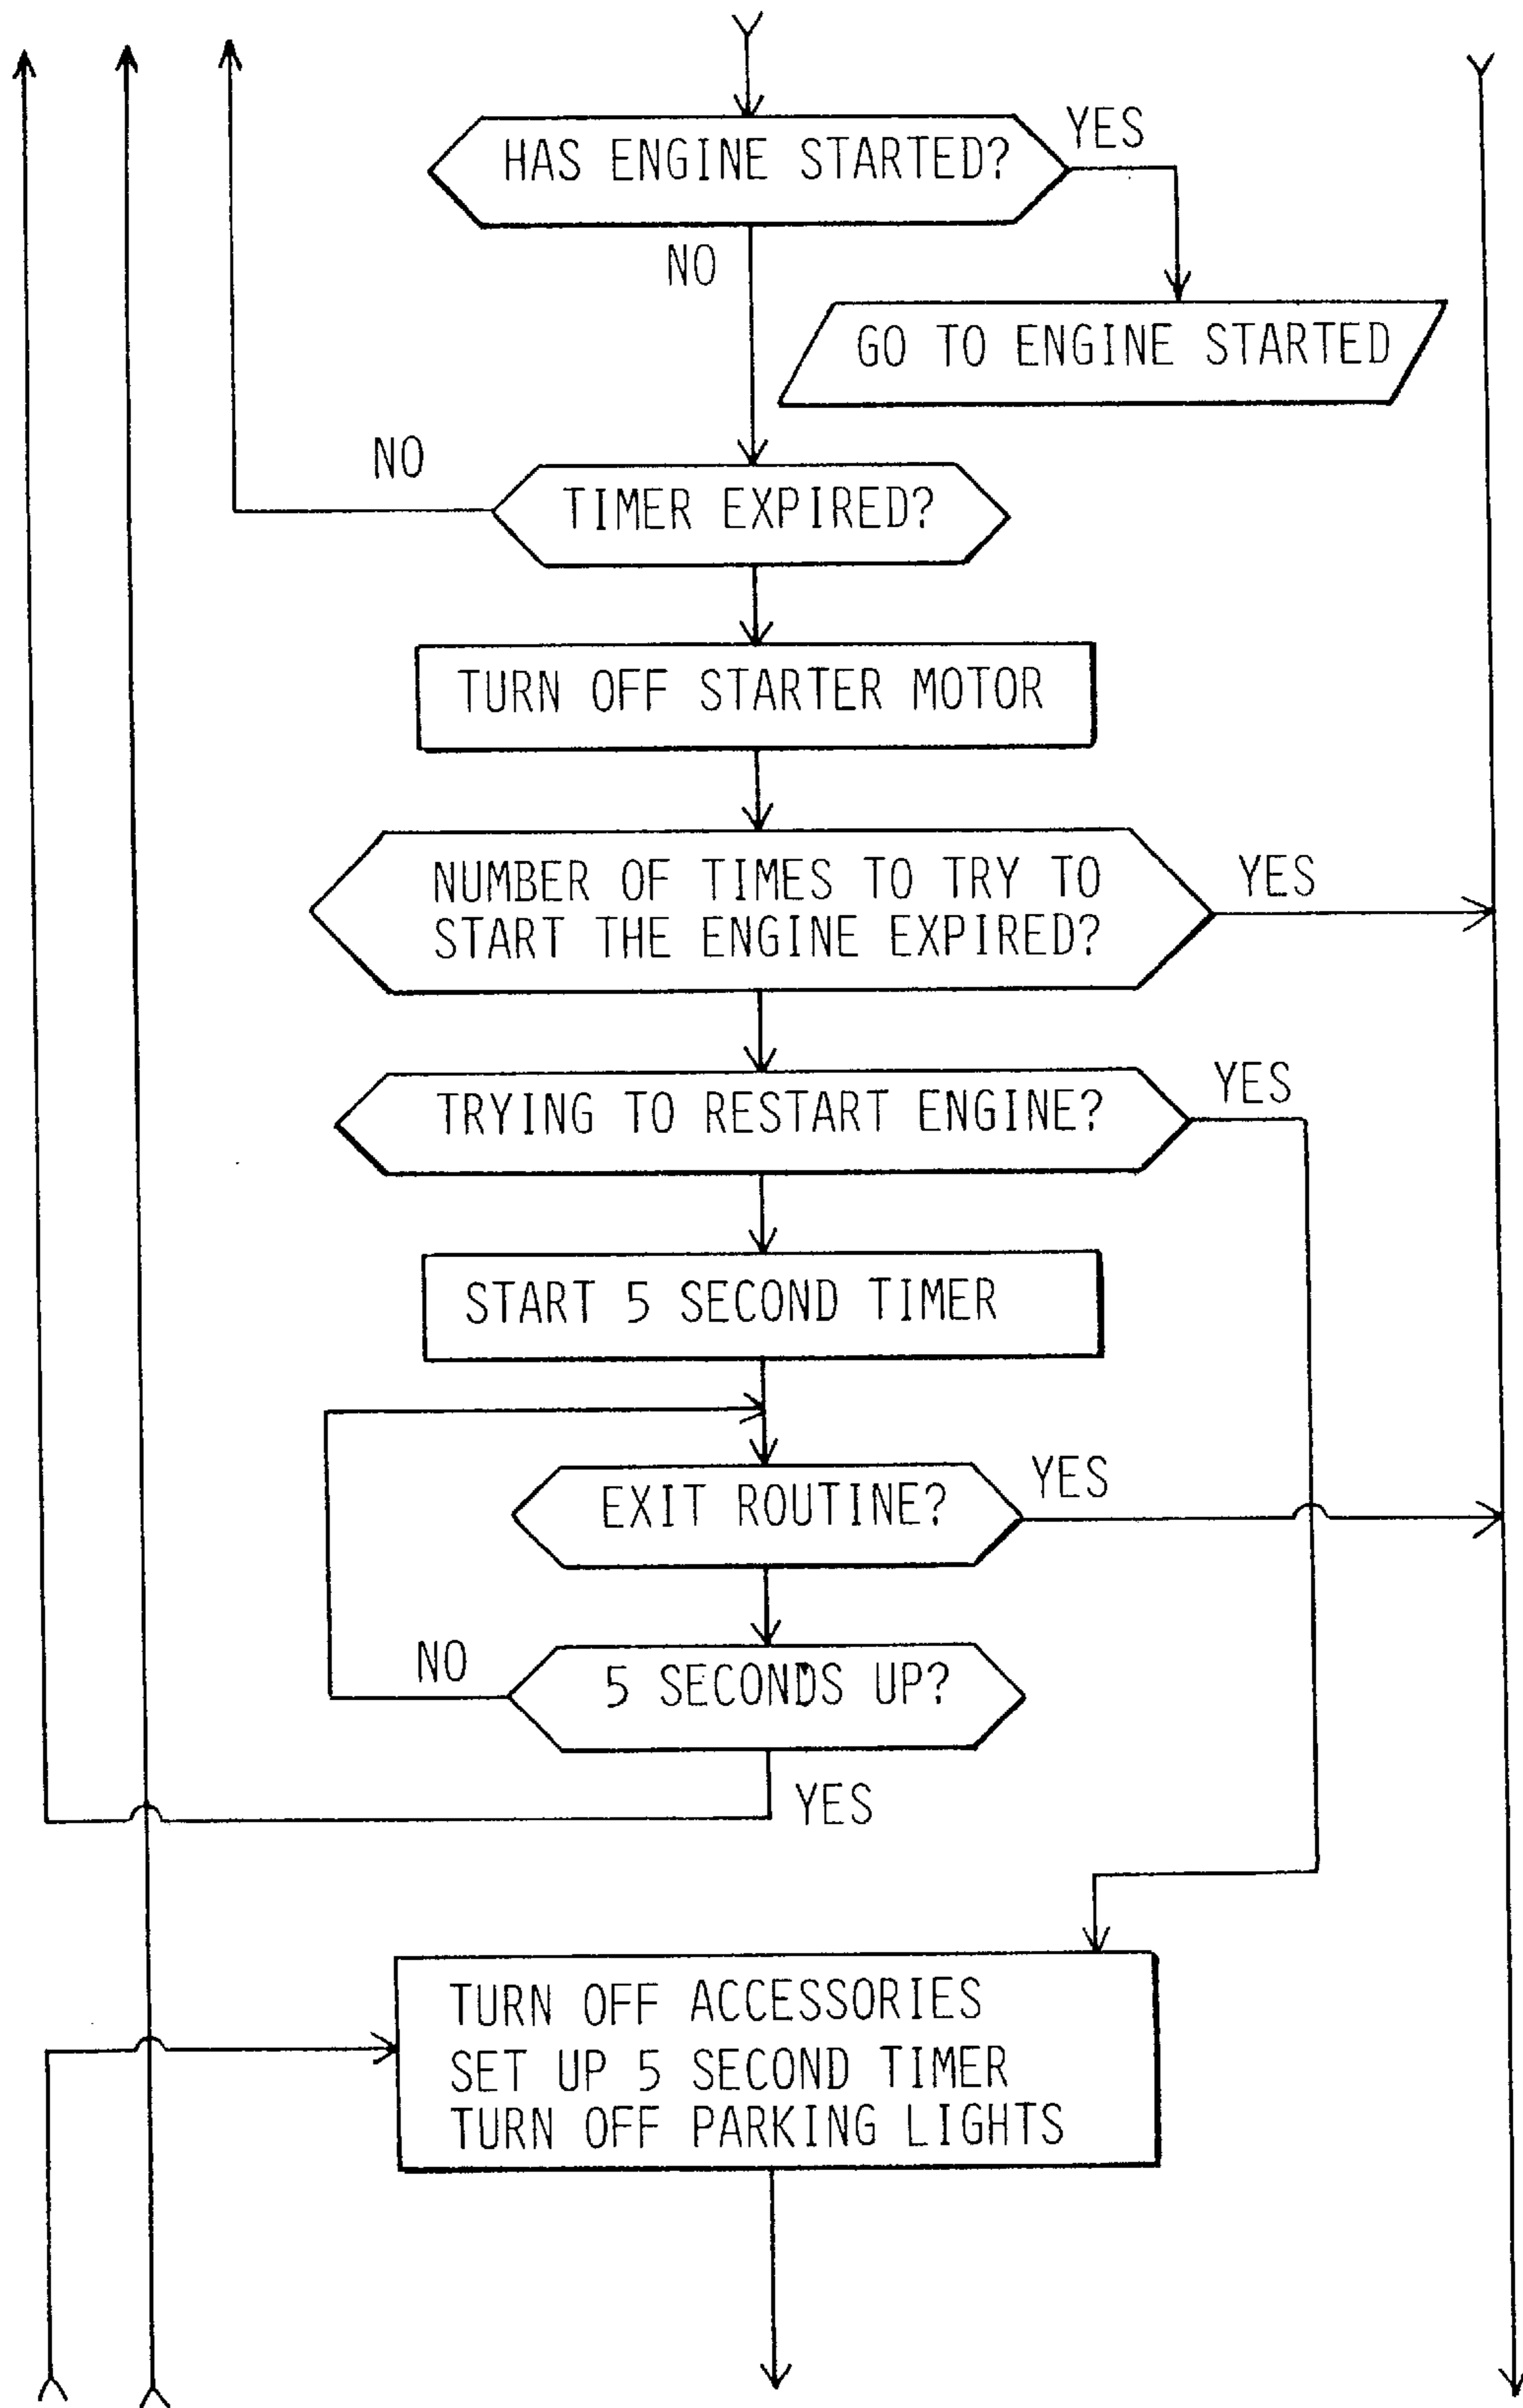 HAS ENGINE STARTED?
YES
NO
GO TO ENGINE STARTED
NO
TIMER EXPIRED?
TURN OFF STARTER MOTOR
NUMBER OF TIMES TO TRY TO
START THE ENGINE EXPIRED?
YES
TRYING TO RESTART ENGINE?
YES
START 5 SECOND TIMER
EXIT ROUTINE?
YES
NO
5 SECONDS UP?
YES
TURN OFF ACCESSORIES
SET UP 5 SECOND TIMER
TURN OFF PARKING LIGHTS